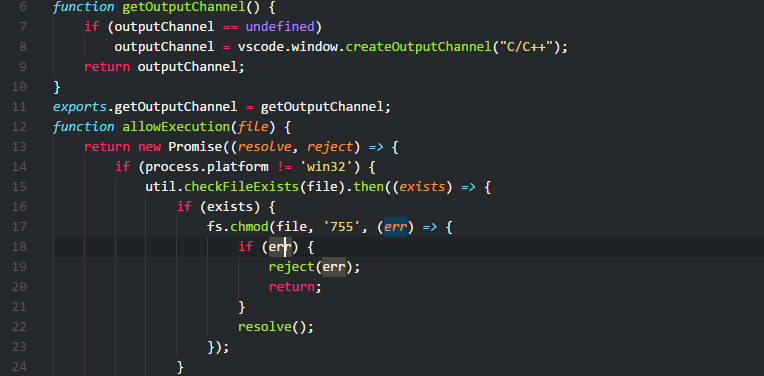 6 function getOutputChannel() {
7     if (outputChannel == undefined)
8         outputChannel = vscode.window.createOutputChannel("C/C++");
9     return outputChannel;
10 }
11 exports.getOutputChannel = getOutputChannel;
12 function allowExecution(file) {
13     return new Promise((resolve, reject) => {
14         if (process.platform != 'win32') {
15             util.checkFileExists(file).then((exists) => {
16                 if (exists) {
17                     fs.chmod(file, '755', (err) => {
18                         if (err) {
19                             reject(err);
20                             return;
21                         }
22                         resolve();
23                     });
24                 }